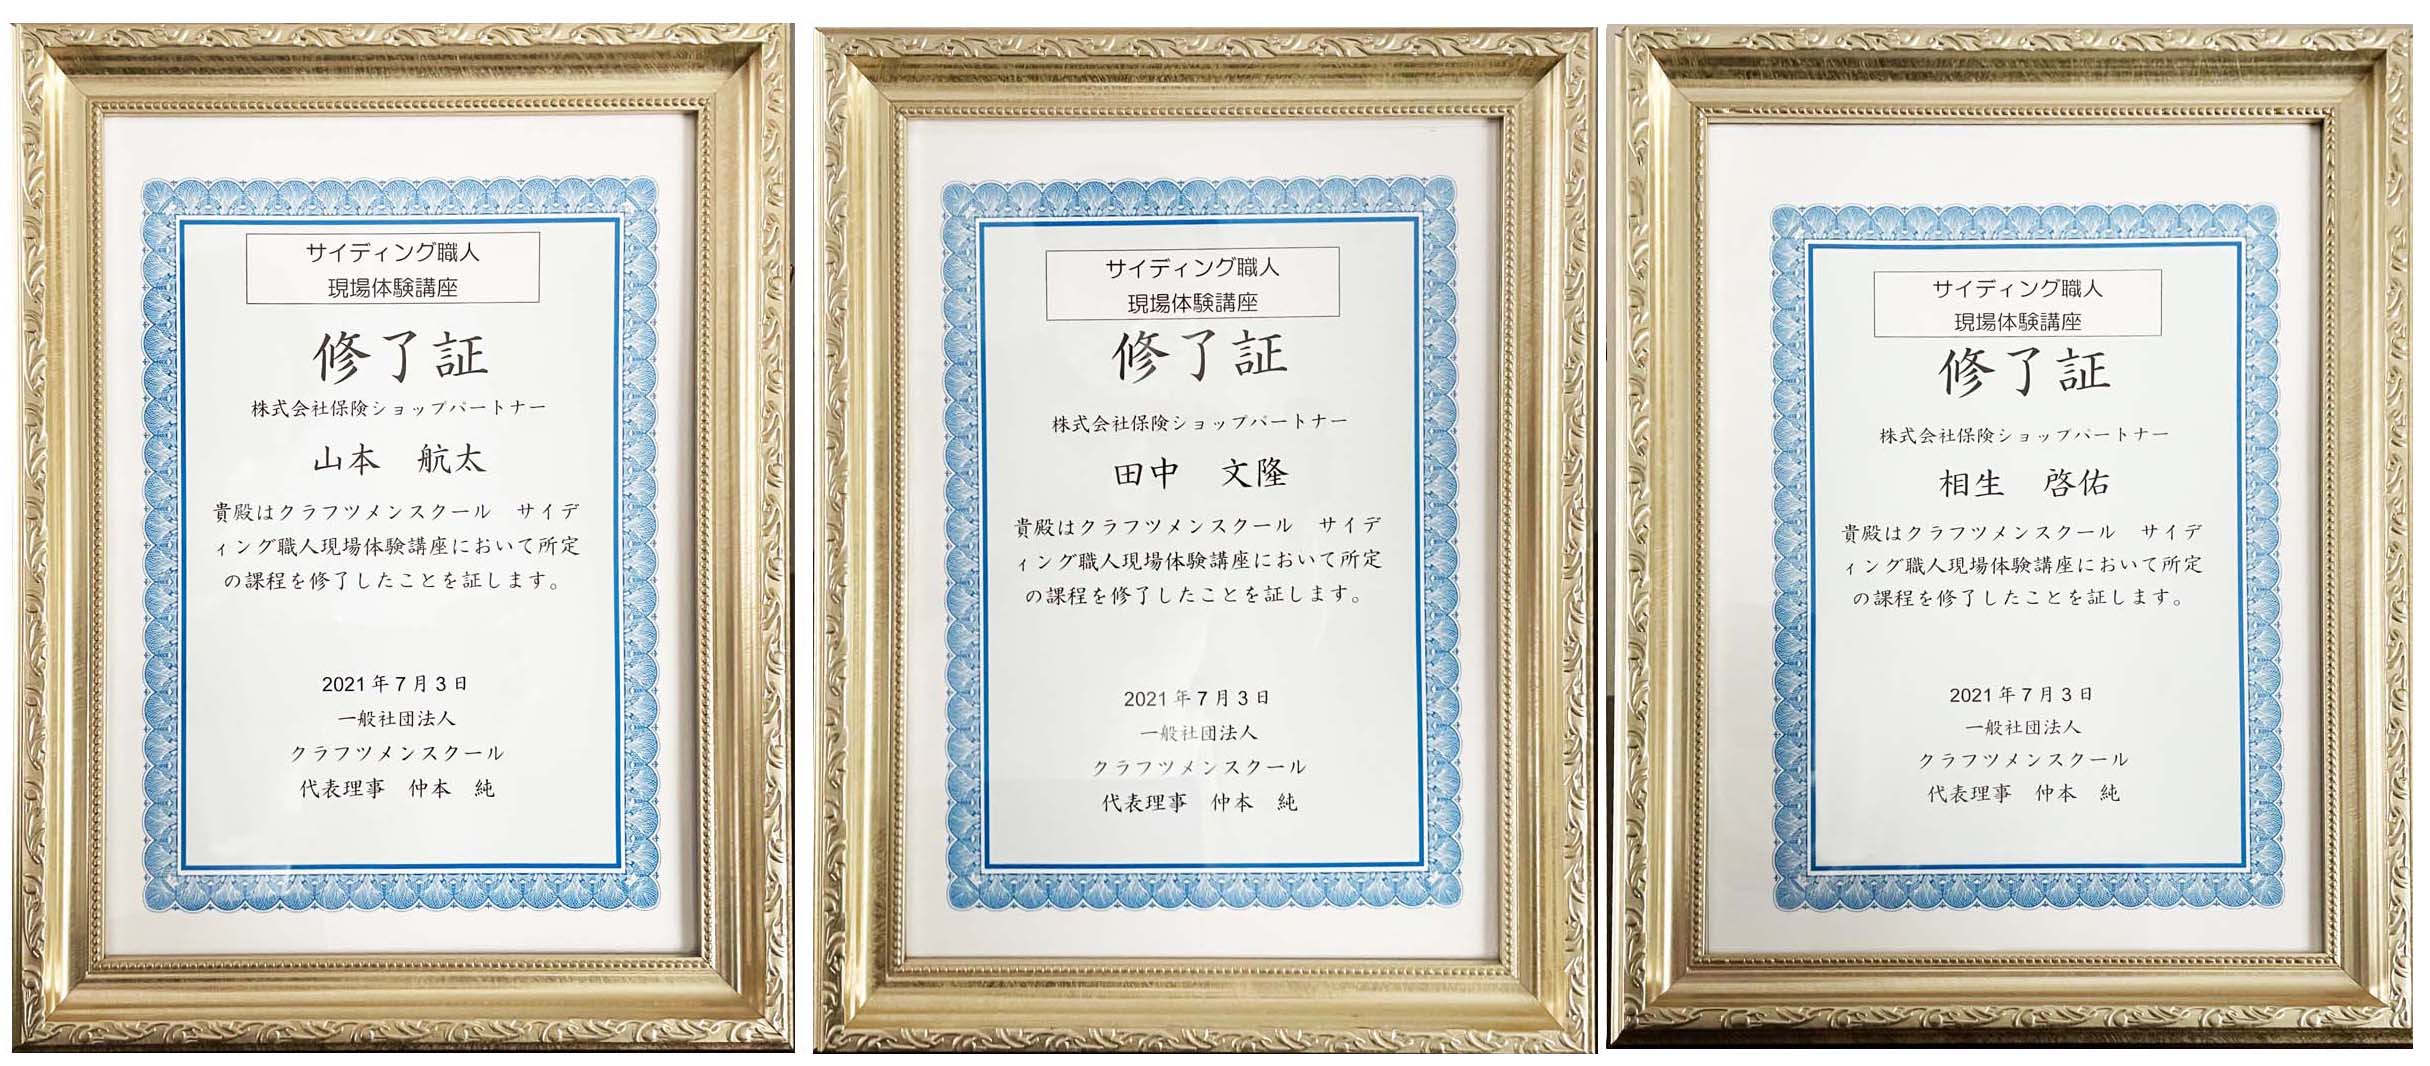 サイディング職人
現場体験講座
修了証
株式会社保険ショップパートナー
山本　航太
貴殿はクラフツメンスクール　サイデ
ィング職人現場体験講座において所定
の課程を修了したことを証します。
2021年7月3日
一般社団法人
クラフツメンスクール
代表理事　仲本　純
サイディング職人
現場体験講座
修了証
株式会社保険ショップパートナー
田中　文隆
貴殿はクラフツメンスクール　サイデ
ィング職人現場体験講座において所定
の課程を修了したことを証します。
2021年7月3日
一般社団法人
クラフツメンスクール
代表理事　仲本　純
サイディング職人
現場体験講座
修了証
株式会社保険ショップパートナー
相生　啓佑
貴殿はクラフツメンスクール　サイデ
ィング職人現場体験講座において所定
の課程を修了したことを証します。
2021年7月3日
一般社団法人
クラフツメンスクール
代表理事　仲本　純